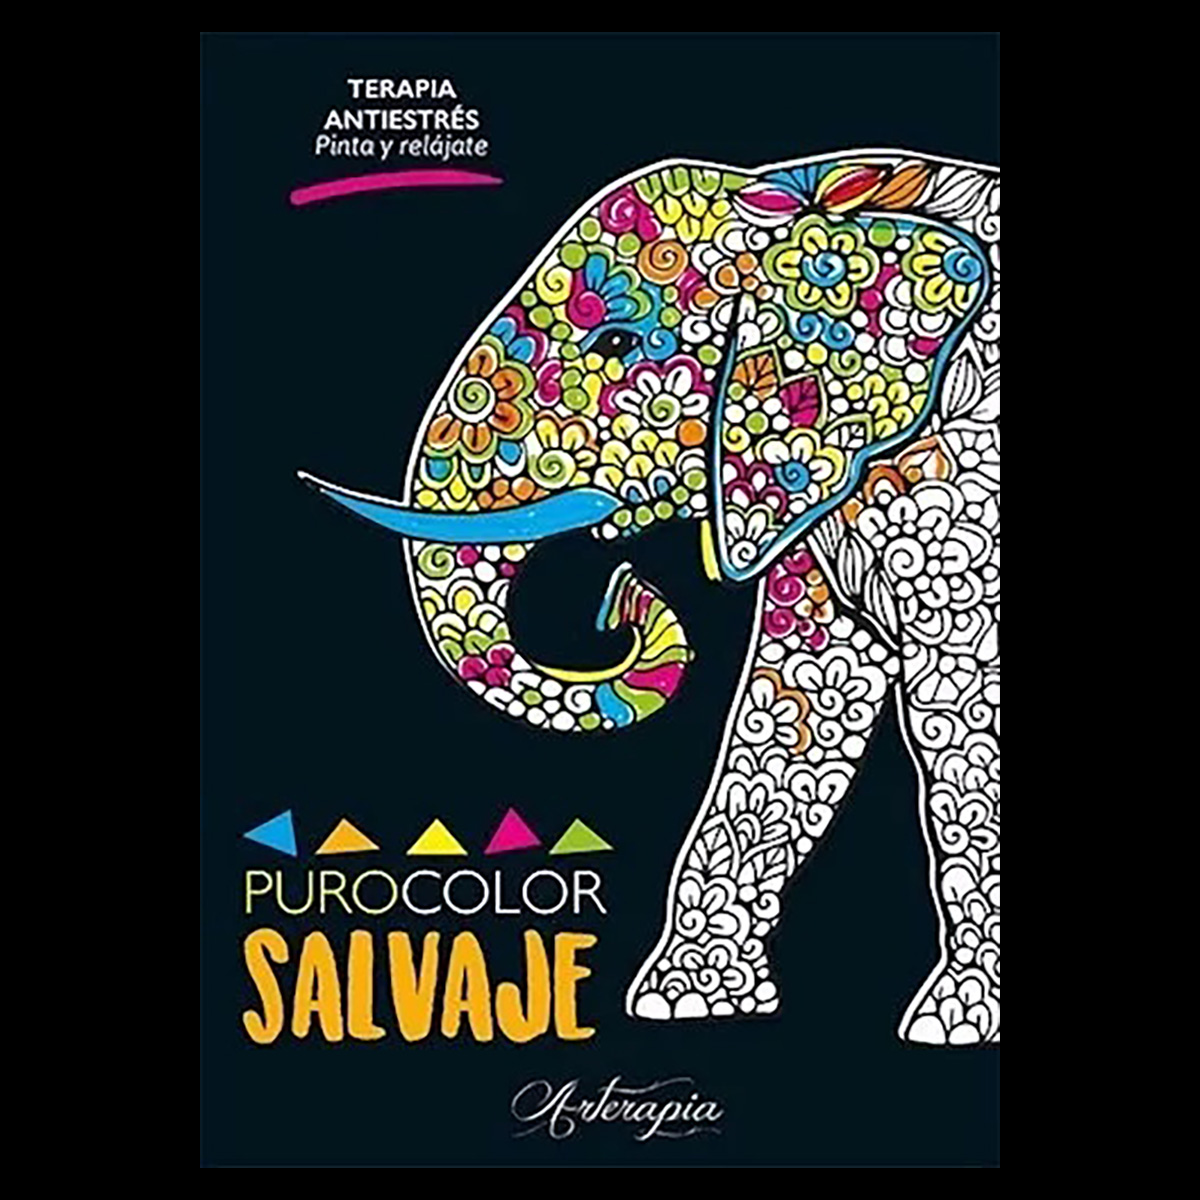 TERAPIA
ANTIESTRÉS
Pinta y relájate
PUROCOLOR
SALVAJE
Arterapia